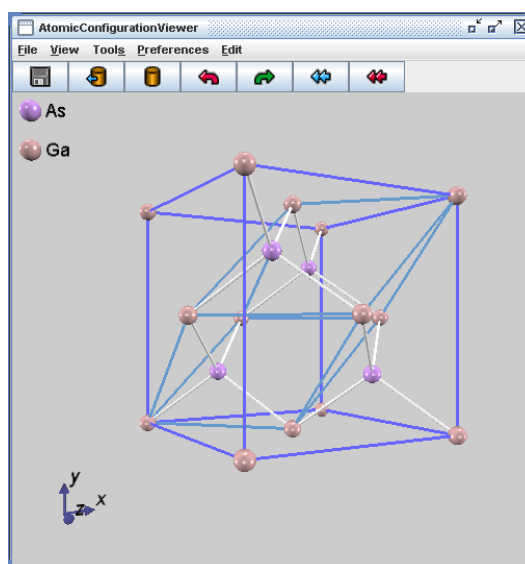 AtomicConfigurationViewer
File View Tools Preferences Edit
As
Ga
y
x
z